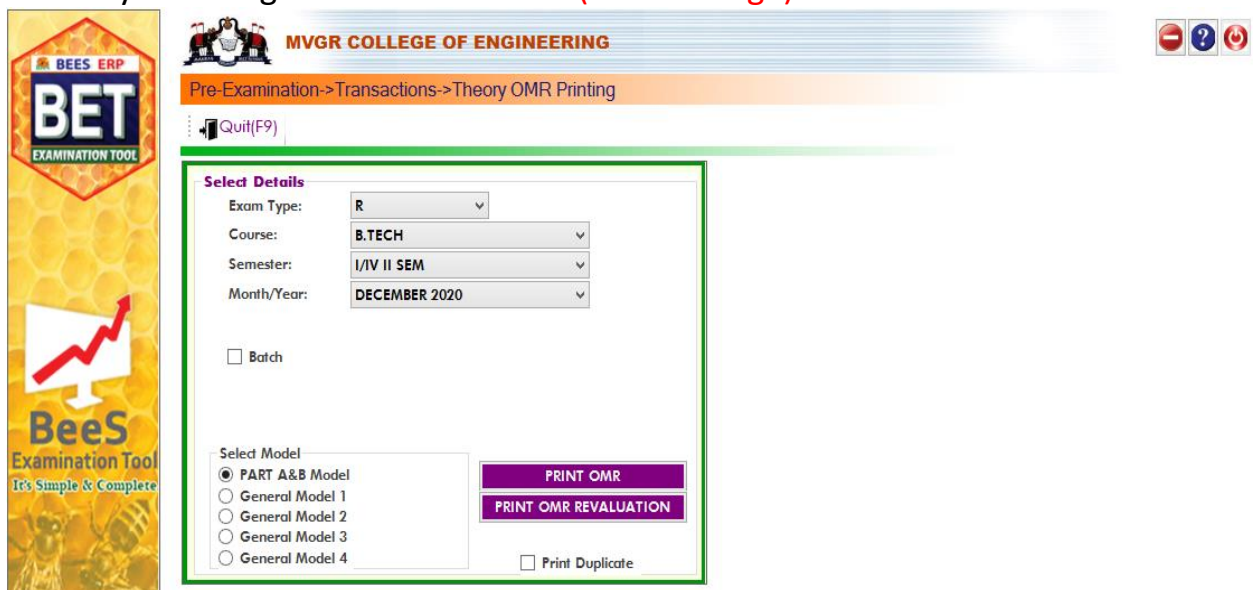 BEES ERP
BET
EXAMINATION TOOL
MVGR COLLEGE OF ENGINEERING
Pre-Examination->Transactions->Theory OMR Printing
Quit(F9)
Select Details
Exam Type: R
Course: B.TECH
Semester: I/IV II SEM
Month/Year: DECEMBER 2020
Batch
BeeS
Examination Tool
It's Simple & Complete
Select Model
PART A&B Model
General Model 1
General Model 2
General Model 3
General Model 4
PRINT OMR
PRINT OMR REVALUATION
Print Duplicate